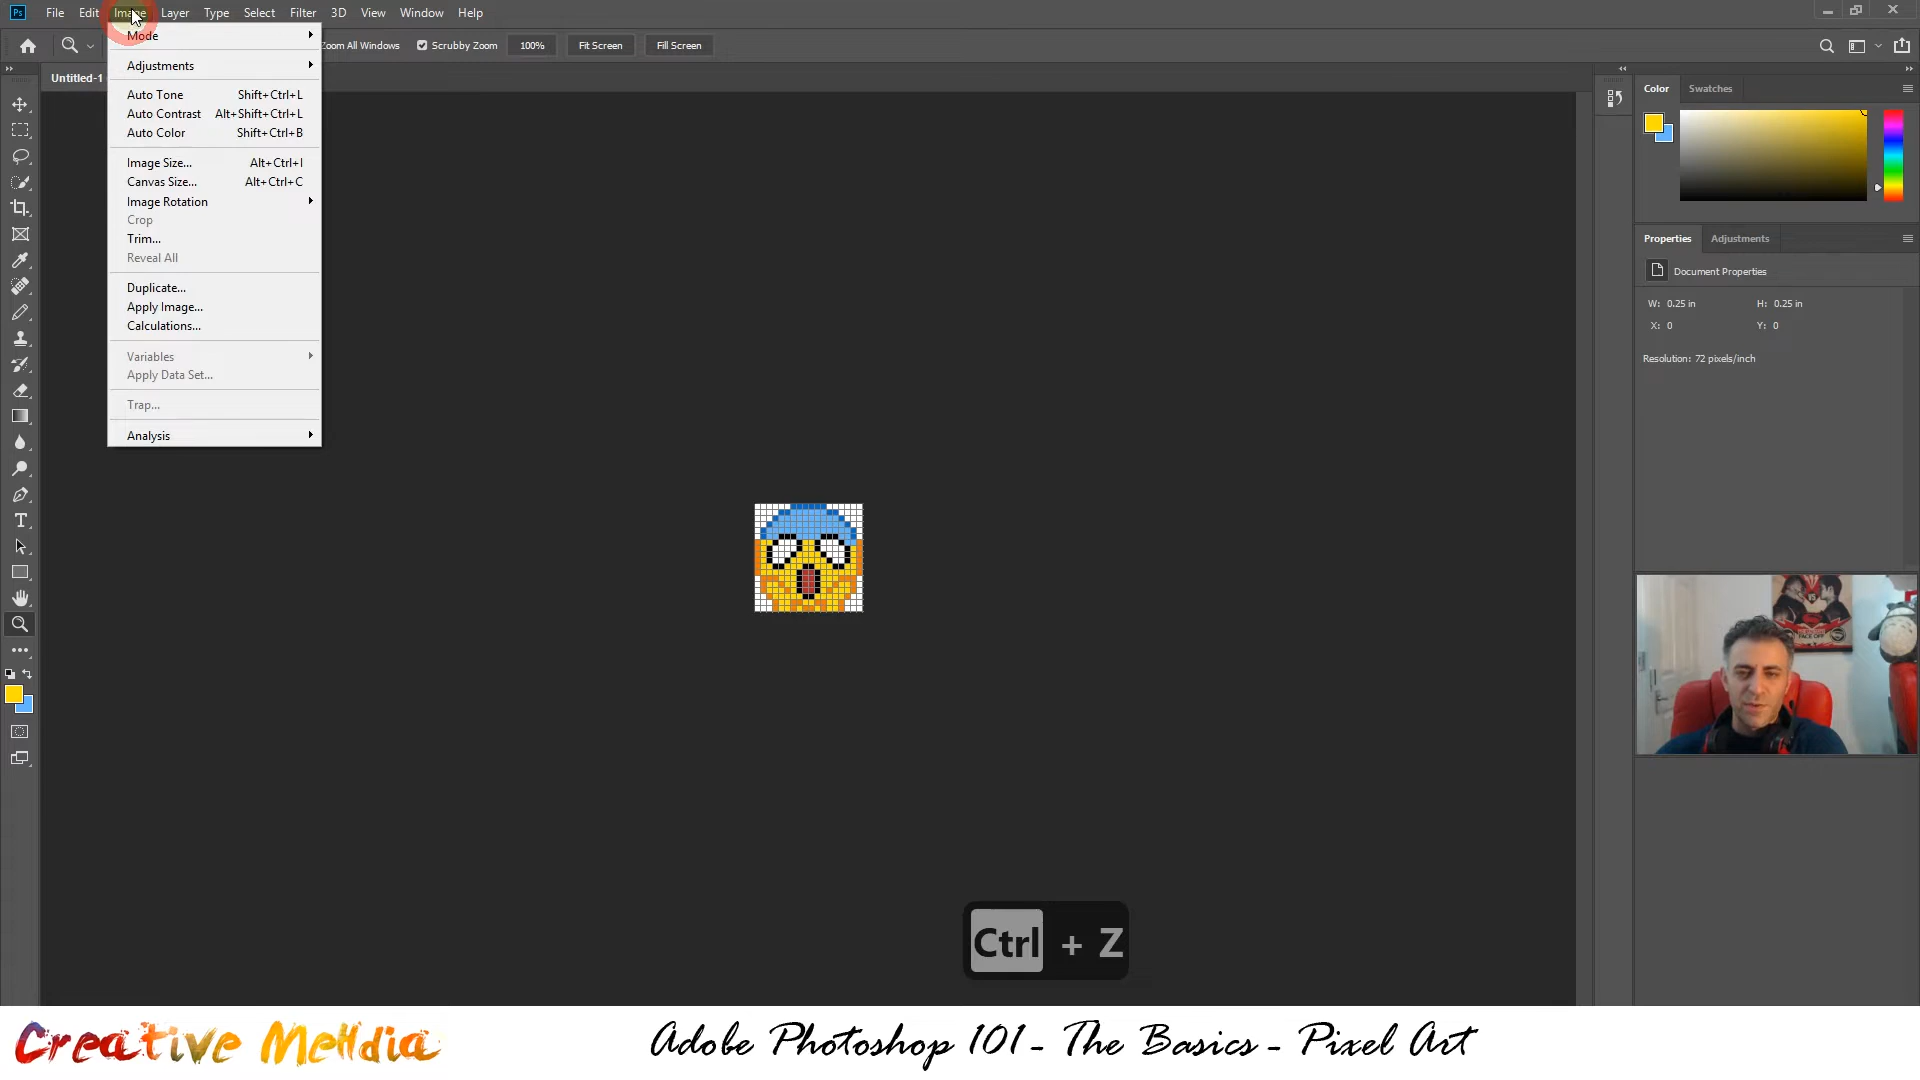 Ps File Edit Image Layer Type Select Filter 3D View Window Help
Zoom All Windows Scrubby Zoom 100% Fit Screen Fill Screen
Untitled-1
Mode
Adjustments
Auto Tone Shift+Ctrl+L
Auto Contrast Alt+Shift+Ctrl+L
Auto Color Shift+Ctrl+B
Image Size... Alt+Ctrl+I
Canvas Size... Alt+Ctrl+C
Image Rotation
Crop
Trim...
Reveal All
Duplicate...
Apply Image...
Calculations...
Variables
Apply Data Set...
Trap...
Analysis
Color Swatches
Properties Adjustments
Document Properties
W: 0.25 in H: 0.25 in
X: 0 Y: 0
Resolution: 72 pixels/inch
FACE OFF
Ctrl + Z
Creative MeHdia
Adobe Photoshop 101 - The Basics - Pixel Art